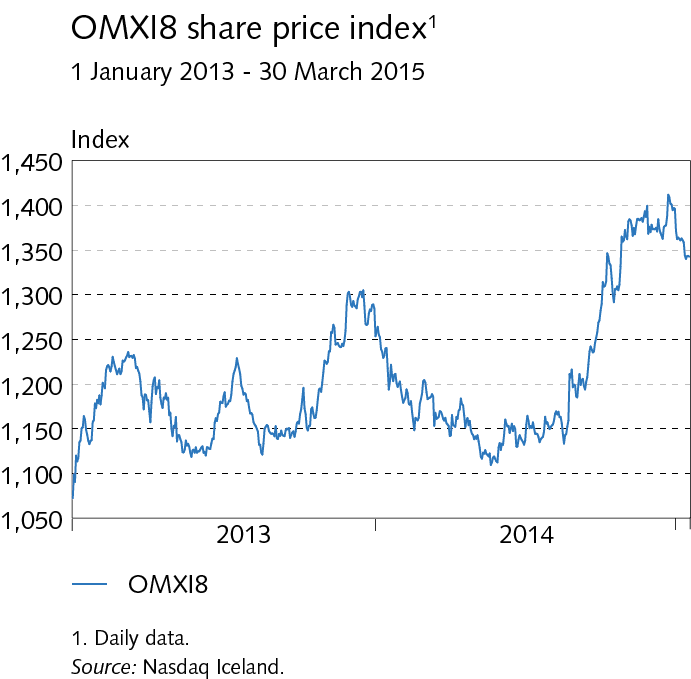 OMXI8 share price index¹
1 January 2013 - 30 March 2015
Index
1,450
1,400
1,350
1,300
1,250
1,200
1,150
1,100
1,050
2013 2014
OMXI8
1. Daily data.
Source: Nasdaq Iceland.